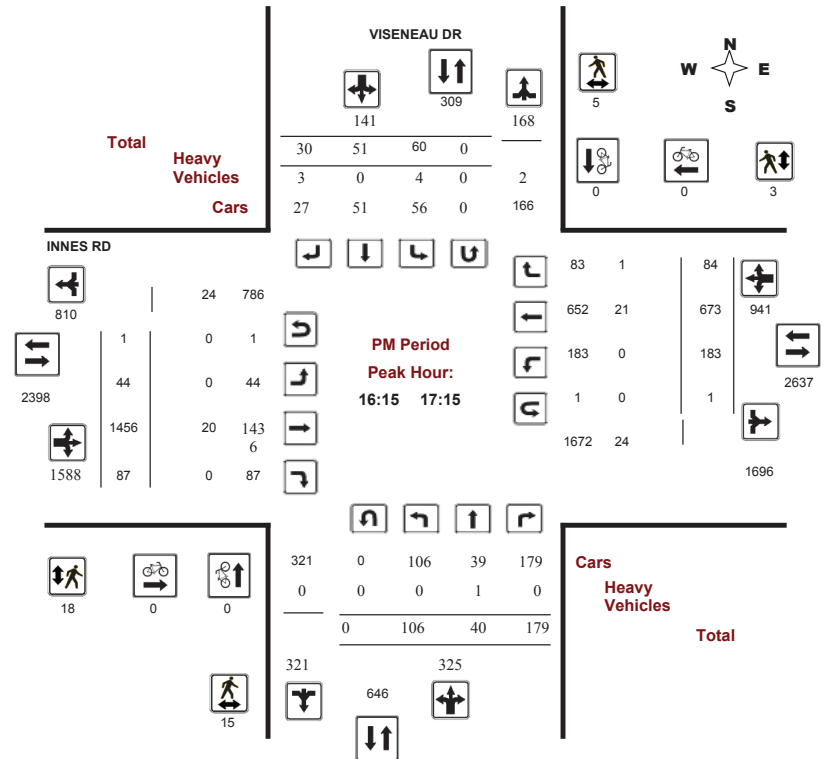 VISENEAU DR
309
141
168
5
N
W E
S
Total
30 51 60 0
Heavy
Vehicles
3 0 4 0 2
Cars
27 51 56 0 166
0 0 3
INNES RD
810
24 786
83 1 84
941
652 21 673
2398
1 0 1
44 0 44
1456 20 143
6
1588
87 0 87
PM Period
Peak Hour:
16:15 17:15
183 0 183
2637
1 0 1
1672 24
1696
321 0 106 39 179
Cars
0 0 0 1 0
Heavy
Vehicles
0 106 40 179
Total
18 0 0
321 325
646
15